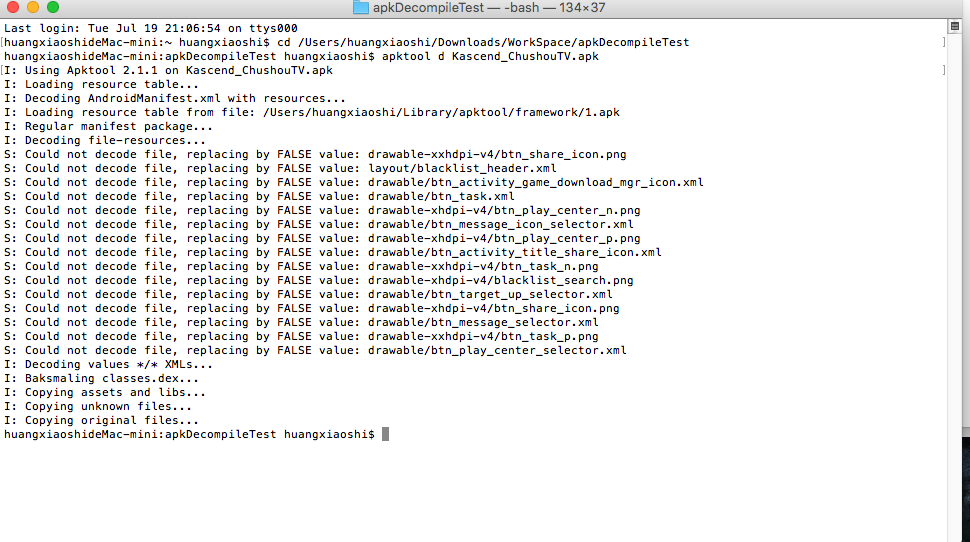 apkDecompileTest — -bash — 134×37
Last login: Tue Jul 19 21:06:54 on ttys000
[huangxiaoshideMac-mini:~ huangxiaoshi$ cd /Users/huangxiaoshi/Downloads/WorkSpace/apkDecompileTest ]
huangxiaoshideMac-mini:apkDecompileTest huangxiaoshi$ apktool d Kascend_ChushouTV.apk
[I: Using Apktool 2.1.1 on Kascend_ChushouTV.apk ]
I: Loading resource table...
I: Decoding AndroidManifest.xml with resources...
I: Loading resource table from file: /Users/huangxiaoshi/Library/apktool/framework/1.apk
I: Regular manifest package...
I: Decoding file-resources...
S: Could not decode file, replacing by FALSE value: drawable-xxhdpi-v4/btn_share_icon.png
S: Could not decode file, replacing by FALSE value: layout/blacklist_header.xml
S: Could not decode file, replacing by FALSE value: drawable/btn_activity_game_download_mgr_icon.xml
S: Could not decode file, replacing by FALSE value: drawable/btn_task.xml
S: Could not decode file, replacing by FALSE value: drawable-xhdpi-v4/btn_play_center_n.png
S: Could not decode file, replacing by FALSE value: drawable/btn_message_icon_selector.xml
S: Could not decode file, replacing by FALSE value: drawable-xhdpi-v4/btn_play_center_p.png
S: Could not decode file, replacing by FALSE value: drawable/btn_activity_title_share_icon.xml
S: Could not decode file, replacing by FALSE value: drawable-xxhdpi-v4/btn_task_n.png
S: Could not decode file, replacing by FALSE value: drawable-xhdpi-v4/blacklist_search.png
S: Could not decode file, replacing by FALSE value: drawable/btn_target_up_selector.xml
S: Could not decode file, replacing by FALSE value: drawable-xhdpi-v4/btn_share_icon.png
S: Could not decode file, replacing by FALSE value: drawable/btn_message_selector.xml
S: Could not decode file, replacing by FALSE value: drawable-xxhdpi-v4/btn_task_p.png
S: Could not decode file, replacing by FALSE value: drawable/btn_play_center_selector.xml
I: Decoding values */* XMLs...
I: Baksmaling classes.dex...
I: Copying assets and libs...
I: Copying unknown files...
I: Copying original files...
huangxiaoshideMac-mini:apkDecompileTest huangxiaoshi$